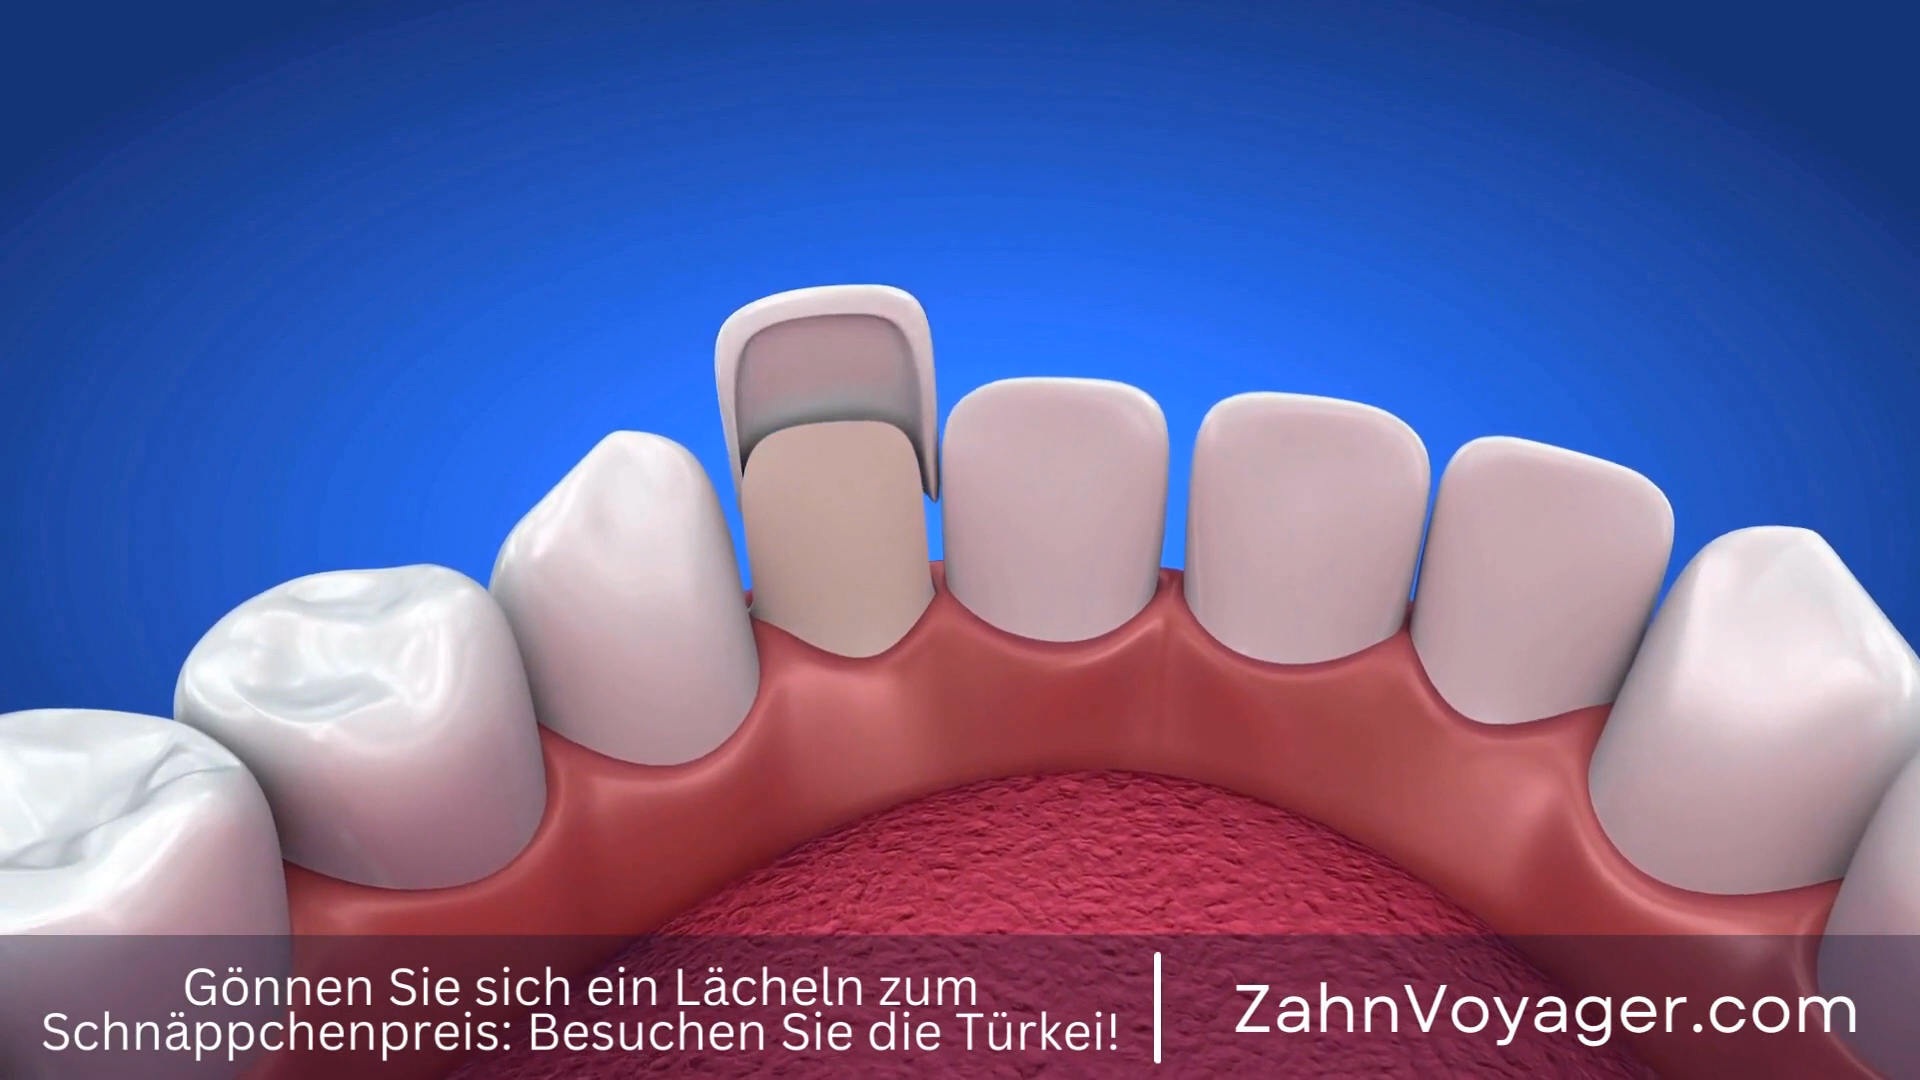 Gönnen Sie sich ein Lächeln zum
Schnäppchenpreis: Besuchen Sie die Türkei!
ZahnVoyager.com